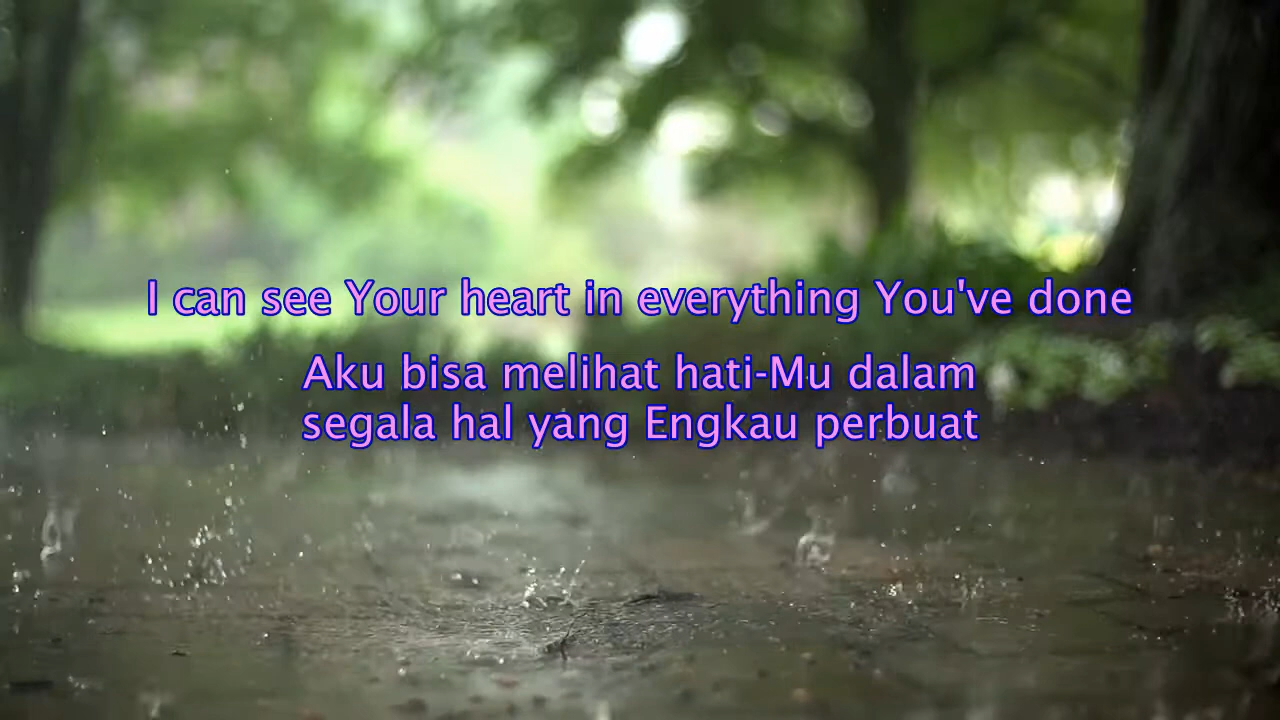 I can see Your heart in everything You've done
Aku bisa melihat hati-Mu dalam
segala hal yang Engkau perbuat